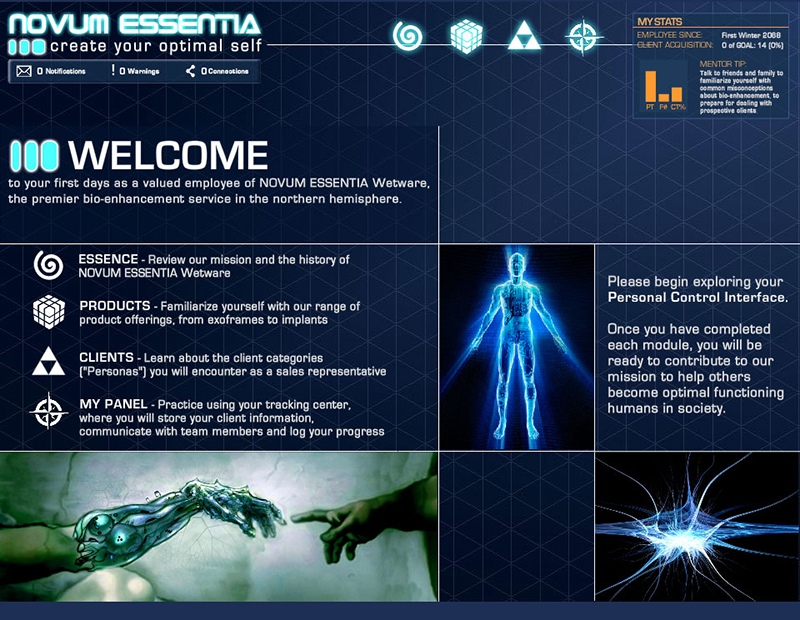 NOVUM ESSENTIA
create your optimal self
0 Notifications
! 0 Warnings
0 Connections
MY STATS
EMPLOYEE SINCE: First Winter 2088
CLIENT ACQUISITION: 0 of GOAL: 14 (0%)
MENTOR TIP:
Talk to friends and family to
familiarize yourself with
common misconceptions
about bio-enhancement, to
prepare for dealing with
prospective clients
PT F# CT%
WELCOME
to your first days as a valued employee of NOVUM ESSENTIA Wetware,
the premier bio-enhancement service in the northern hemisphere.
ESSENCE - Review our mission and the history of
NOVUM ESSENTIA Wetware
PRODUCTS - Familiarize yourself with our range of
product offerings, from exoframes to implants
CLIENTS - Learn about the client categories
("Personas") you will encounter as a sales representative
MY PANEL - Practice using your tracking center,
where you will store your client information,
communicate with team members and log your progress
Please begin exploring your
Personal Control Interface.
Once you have completed
each module, you will be
ready to contribute to our
mission to help others
become optimal functioning
humans in society.